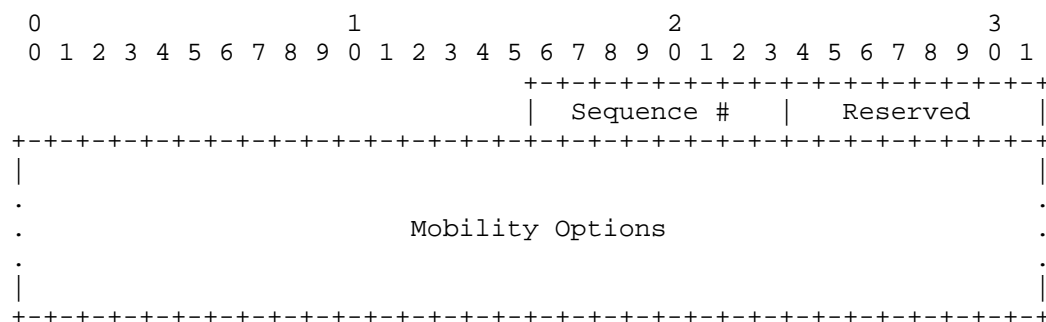 0                   1                   2                   3
 0 1 2 3 4 5 6 7 8 9 0 1 2 3 4 5 6 7 8 9 0 1 2 3 4 5 6 7 8 9 0 1
                                +-+-+-+-+-+-+-+-+-+-+-+-+-+-+-+-+
                                |  Sequence #   |   Reserved    |
+-+-+-+-+-+-+-+-+-+-+-+-+-+-+-+-+-+-+-+-+-+-+-+-+-+-+-+-+-+-+-+-+
|                                                               |
.                                                               .
.                        Mobility Options                       .
.                                                               .
|                                                               |
+-+-+-+-+-+-+-+-+-+-+-+-+-+-+-+-+-+-+-+-+-+-+-+-+-+-+-+-+-+-+-+-+